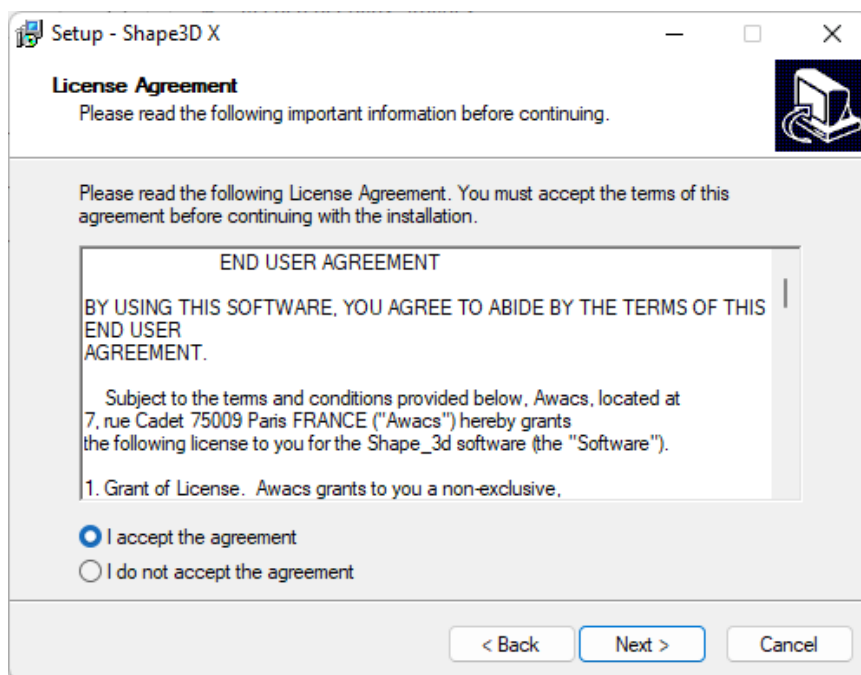 Setup - Shape3D X
License Agreement
Please read the following important information before continuing.
Please read the following License Agreement. You must accept the terms of this
agreement before continuing with the installation.
END USER AGREEMENT
BY USING THIS SOFTWARE, YOU AGREE TO ABIDE BY THE TERMS OF THIS
END USER
AGREEMENT.
Subject to the terms and conditions provided below, Awacs, located at
7, rue Cadet 75009 Paris FRANCE ("Awacs") hereby grants
the following license to you for the Shape_3d software (the "Software").
1. Grant of License.  Awacs grants to you a non-exclusive,
I accept the agreement
I do not accept the agreement
< Back
Next >
Cancel